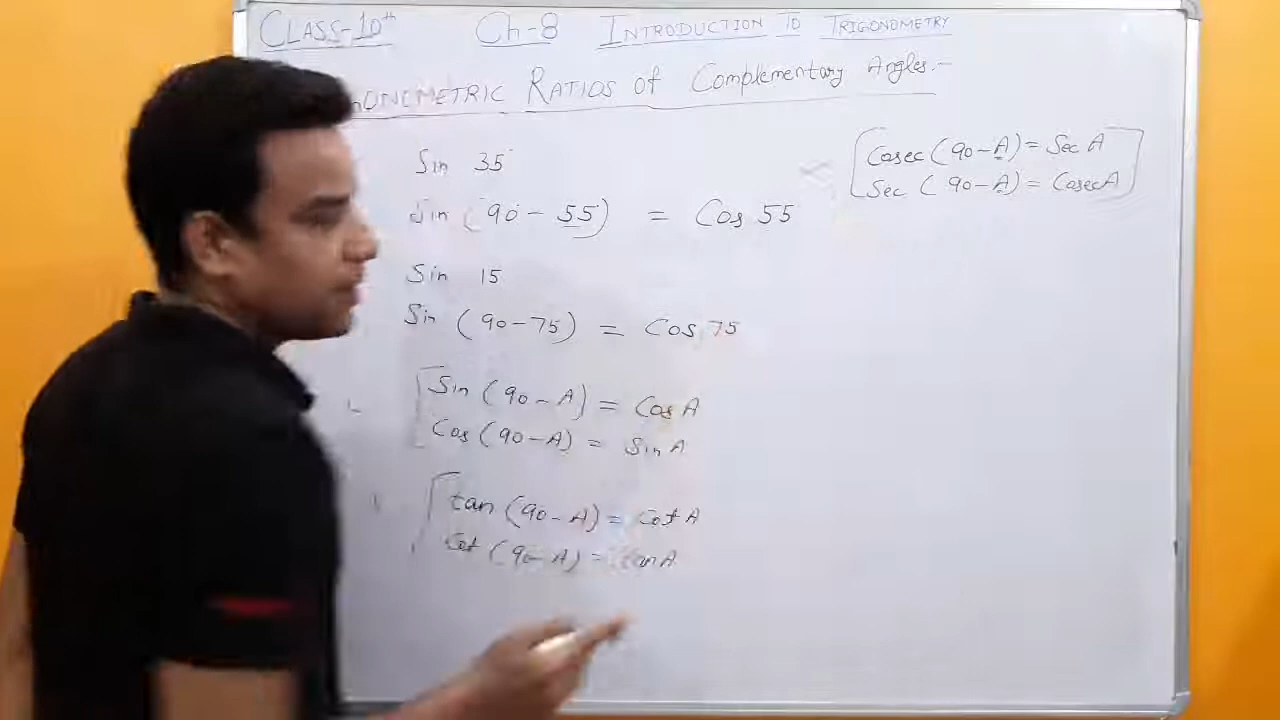 CLASS-10th Ch-8 INTRODUCTION TO TRIGONOMETRY
RATIOS of Complementary Angles:-
Sin 35°
Sin (90 - 55) = Cos 55
Sin 15
Sin (90-75) = Cos 75
Sin (90-A) = Cos A
Cos (90-A) = Sin A
tan (90-A) = Cot A
Cot (90-A) = tan A
Cosec (90-A) = Sec A
Sec (90-A) = Cosec A